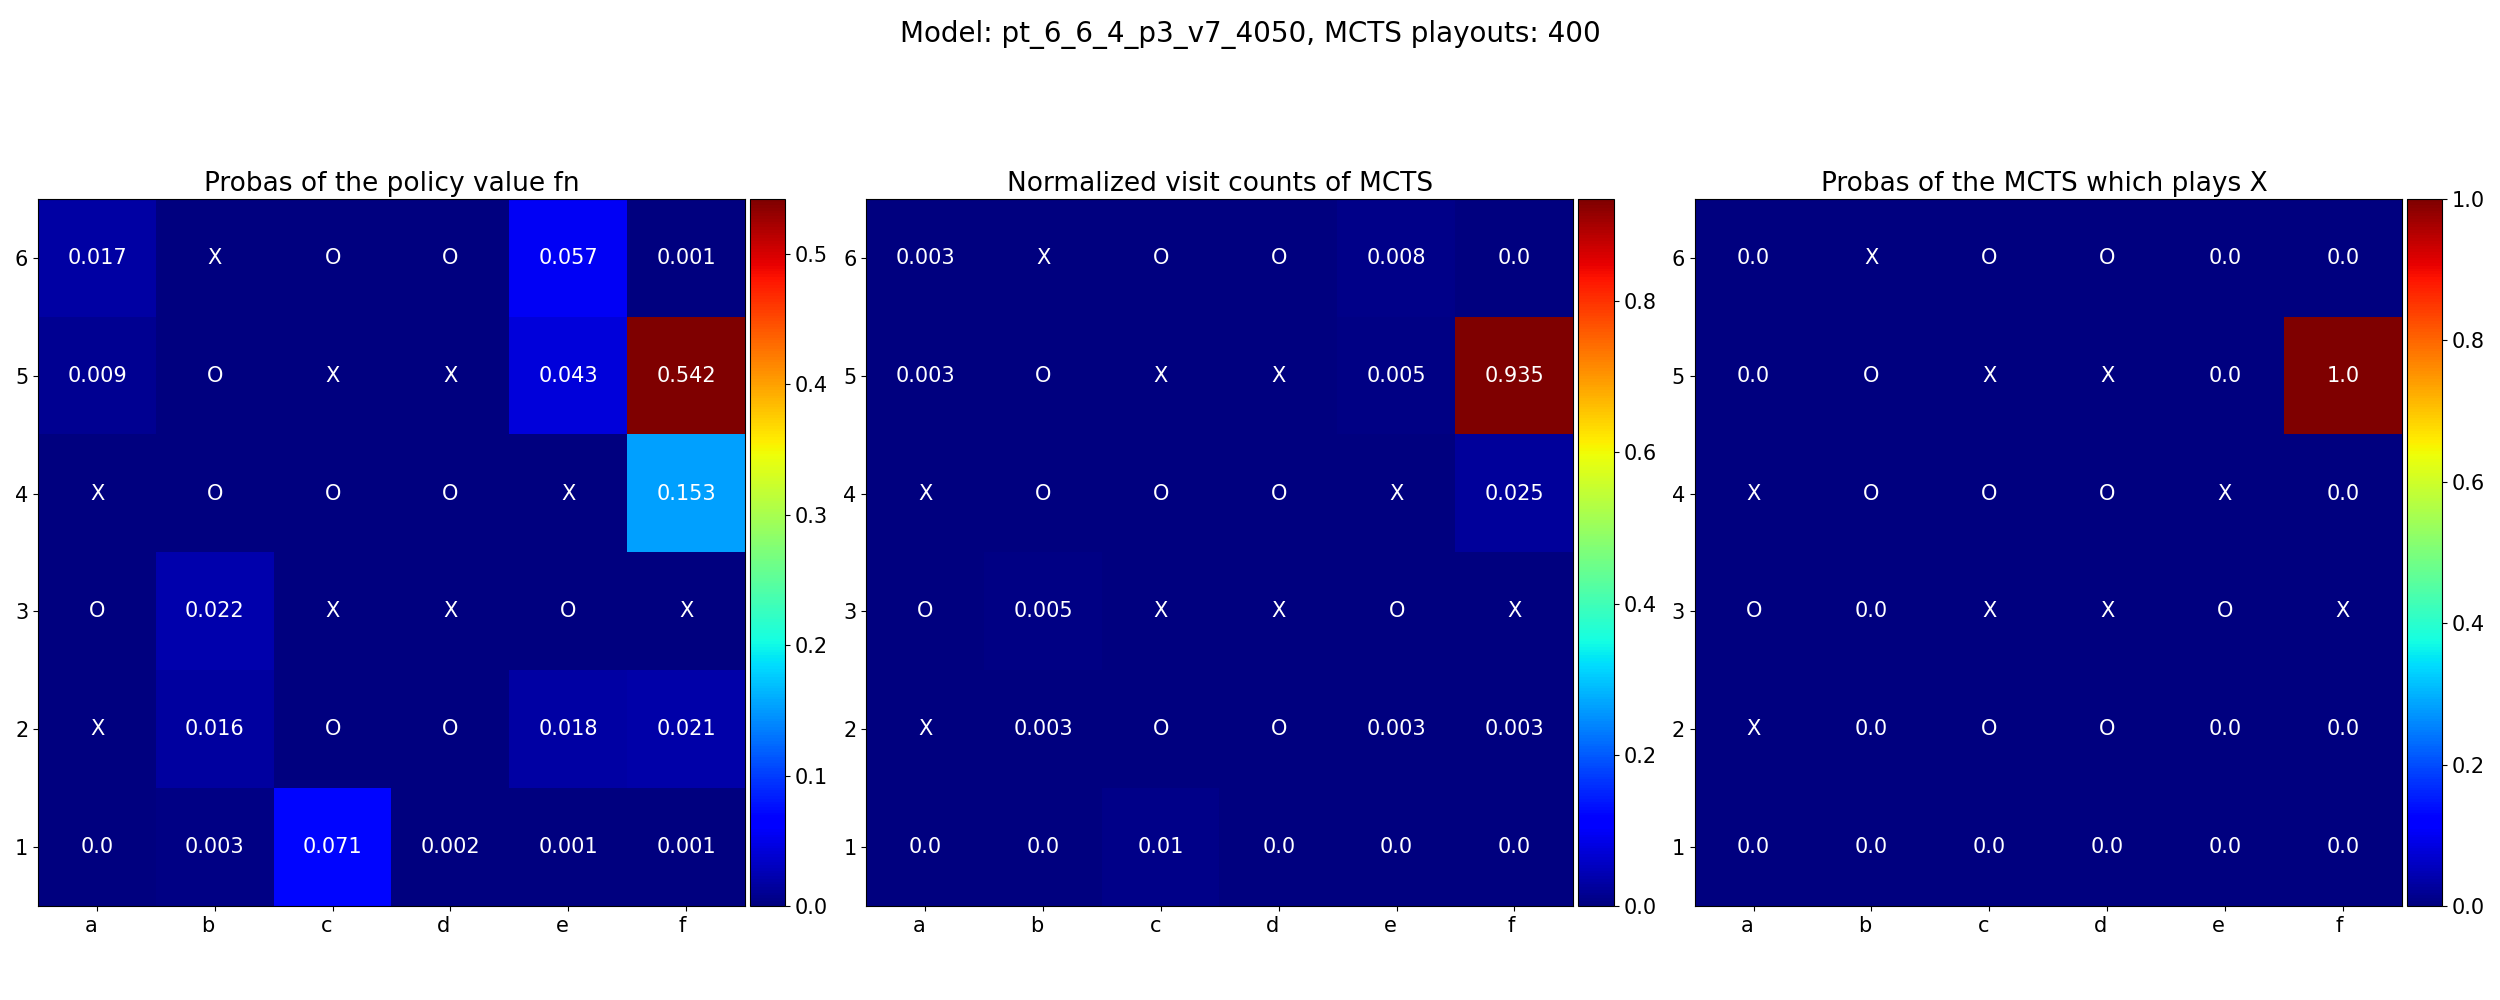 Model: pt_6_6_4_p3_v7_4050, MCTS playouts: 400
Probas of the policy value fn
6 0.017 X O O 0.057 0.001
5 0.009 O X X 0.043 0.542
4 X O O O X 0.153
3 O 0.022 X X O X
2 X 0.016 O O 0.018 0.021
1 0.0 0.003 0.071 0.002 0.001 0.001
a b c d e f
0.5
0.4
0.3
0.2
0.1
0.0
Normalized visit counts of MCTS
6 0.003 X O O 0.008 0.0
5 0.003 O X X 0.005 0.935
4 X O O O X 0.025
3 O 0.005 X X O X
2 X 0.003 O O 0.003 0.003
1 0.0 0.0 0.01 0.0 0.0 0.0
a b c d e f
0.8
0.6
0.4
0.2
0.0
Probas of the MCTS which plays X
6 0.0 X O O 0.0 0.0
5 0.0 O X X 0.0 1.0
4 X O O O X 0.0
3 O 0.0 X X O X
2 X 0.0 O O 0.0 0.0
1 0.0 0.0 0.0 0.0 0.0 0.0
a b c d e f
1.0
0.8
0.6
0.4
0.2
0.0